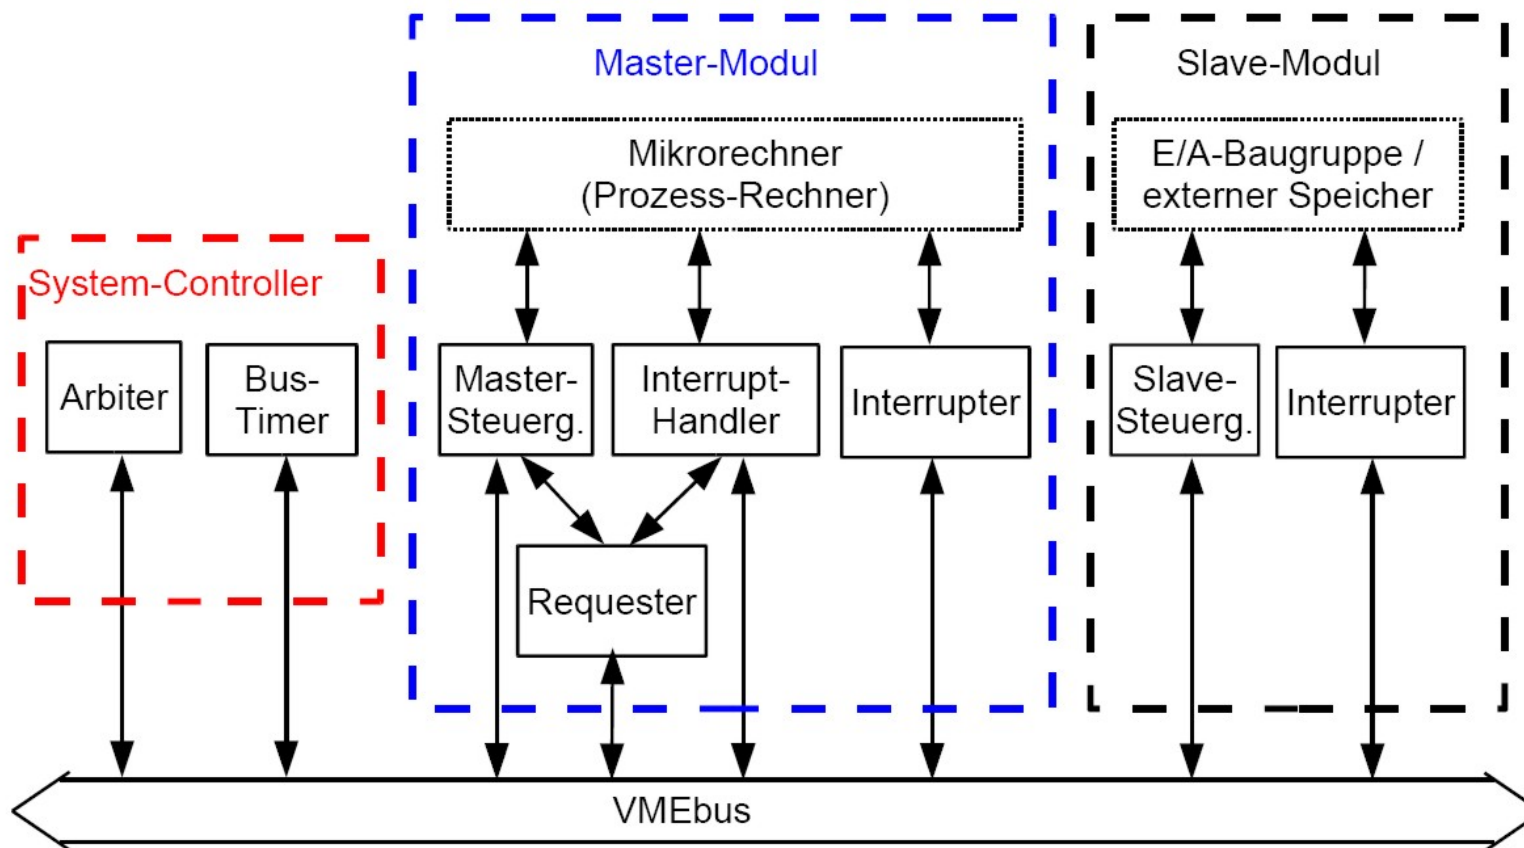 Master-Modul
Slave-Modul
Mikrorechner
(Prozess-Rechner)
E/A-Baugruppe /
externer Speicher
System-Controller
Arbiter
Bus-
Timer
Master-
Steuerg.
Interrupt-
Handler
Interrupter
Slave-
Steuerg.
Interrupter
Requester
VMEbus